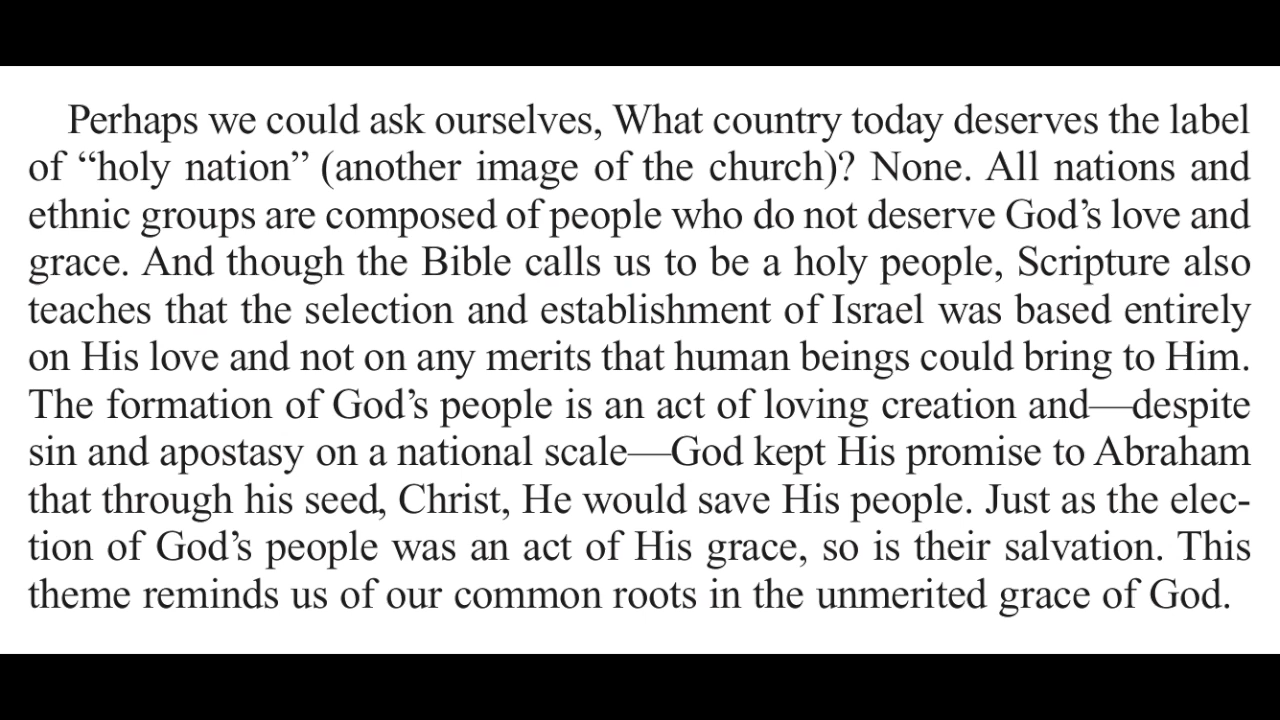 Perhaps we could ask ourselves, What country today deserves the label
of “holy nation” (another image of the church)? None. All nations and
ethnic groups are composed of people who do not deserve God’s love and
grace. And though the Bible calls us to be a holy people, Scripture also
teaches that the selection and establishment of Israel was based entirely
on His love and not on any merits that human beings could bring to Him.
The formation of God’s people is an act of loving creation and—despite
sin and apostasy on a national scale—God kept His promise to Abraham
that through his seed, Christ, He would save His people. Just as the elec-
tion of God’s people was an act of His grace, so is their salvation. This
theme reminds us of our common roots in the unmerited grace of God.